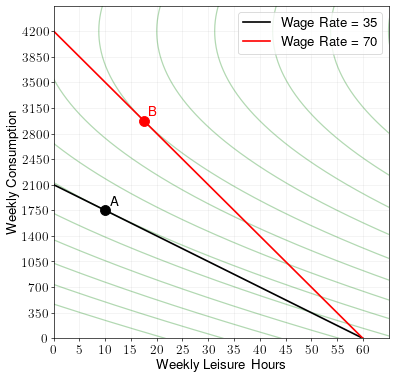 Wage Rate = 35
Wage Rate = 70
4200
3850
3500
3150
2800
2450
2100
1750
1400
1050
700
350
0
Weekly Consumption
B
A
0 5 10 15 20 25 30 35 40 45 50 55 60
Weekly Leisure Hours